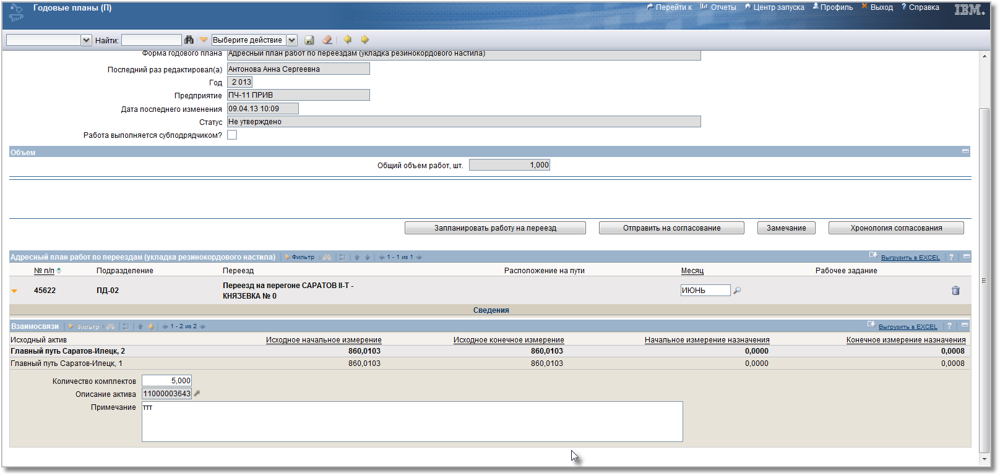 Годовые планы (П)
Перейти к Отчеты Центр запуска Профиль Выход ? Справка IBM.
Найти: Выберите действие
Форма годового плана Адресный план работ по переездам (укладка резинокордового настила)
Последний раз редактировал(а) Антонова Анна Сергеевна
Год 2 013
Предприятие ПЧ-11 ПРИВ
Дата последнего изменения 09.04.13 10:09
Статус Не утверждено
Работа выполняется субподрядчиком?
Объем
Общий объем работ, шт. 1,000
Запланировать работу на переезд Отправить на согласование Замечание Хронология согласования
Адресный план работ по переездам (укладка резинокордового настила) Фильтр 1 - 1 из 1 Выгрузить в EXCEL ?
№ п/п Подразделение Переезд Расположение на пути Месяц Рабочее задание
45622 ПД-02 Переезд на перегоне САРАТОВ II-Т - КНЯЗЕВКА № 0 ИЮНЬ
Сведения
Взаимосвязи Фильтр 1 - 2 из 2 Выгрузить в EXCEL ?
Исходный актив Исходное начальное измерение Исходное конечное измерение Начальное измерение назначения Конечное измерение назначения
Главный путь Саратов-Илецк, 2 860,0103 860,0103 0,0000 0,0008
Главный путь Саратов-Илецк, 1 860,0103 860,0103 0,0000 0,0008
Количество комплектов 5,000
Описание актива 11000003643
Примечание ттт